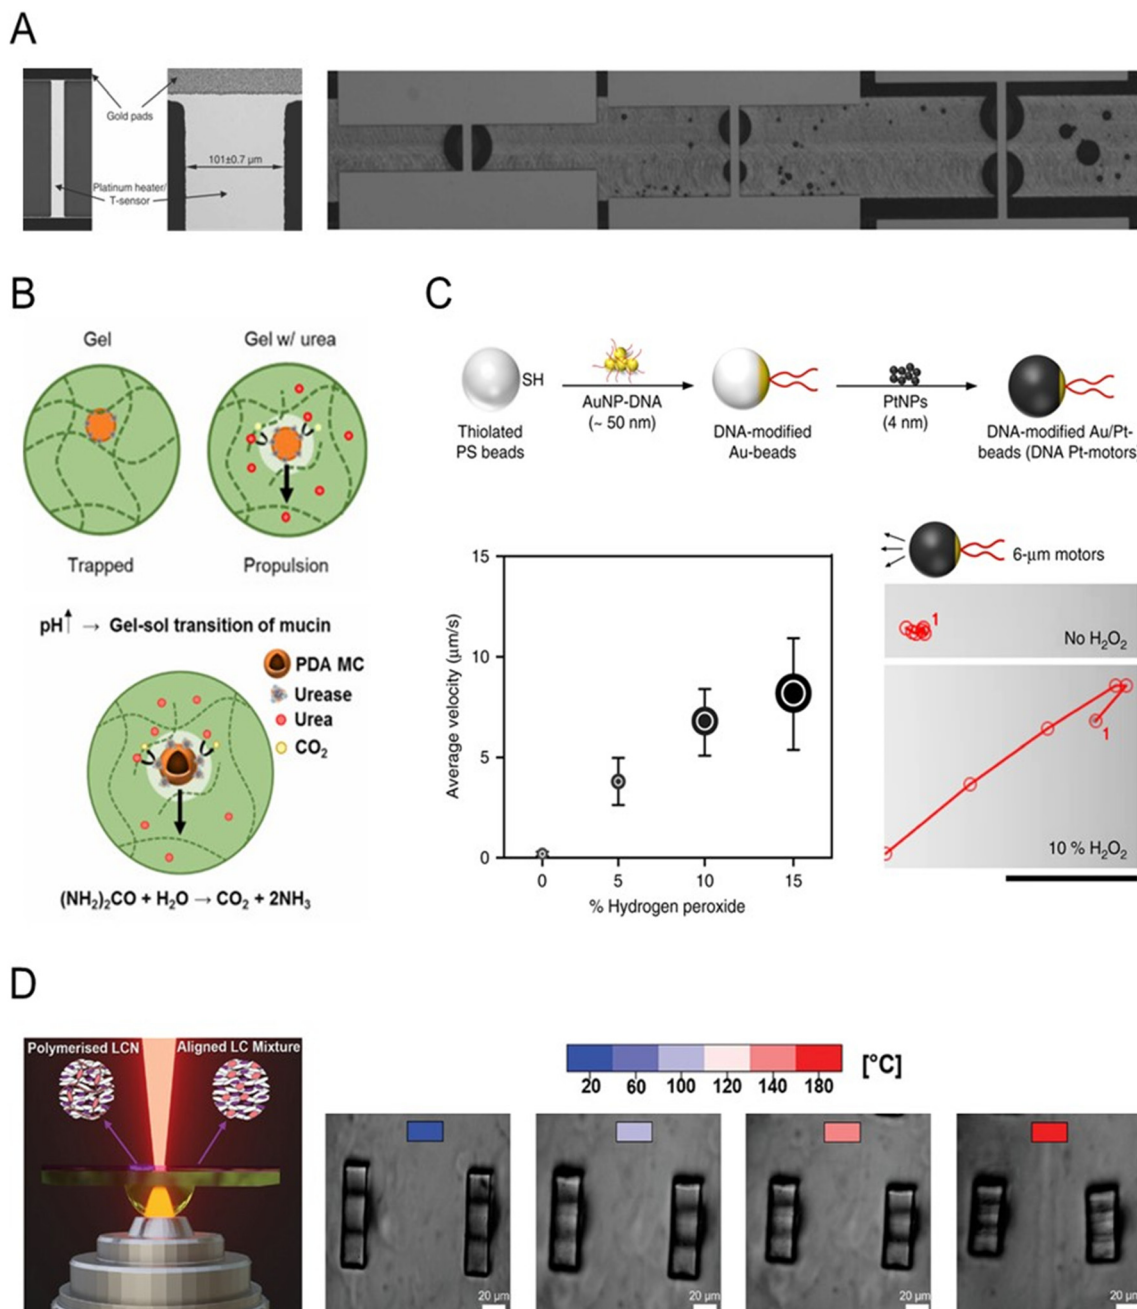 A
Gold pads
101±0.7 µm
Platinum heater/
T-sensor
B
Gel
Gel w/ urea
Trapped
Propulsion
pH↑ → Gel-sol transition of mucin
PDA MC
Urease
Urea
CO₂
(NH₂)₂CO + H₂O → CO₂ + 2NH₃
C
SH
Thiolated
PS beads
AuNP-DNA
(~ 50 nm)
DNA-modified
Au-beads
PtNPs
(4 nm)
DNA-modified Au/Pt-
beads (DNA Pt-motors
15
10
5
0
Average velocity (µm/s)
0 5 10 15
% Hydrogen peroxide
6-µm motors
1
No H₂O₂
1
10 % H₂O₂
D
Polymerised LCN
Aligned LC Mixture
20 60 100 120 140 180
[°C]
20 µm
20 µm
20 µm
20 µm